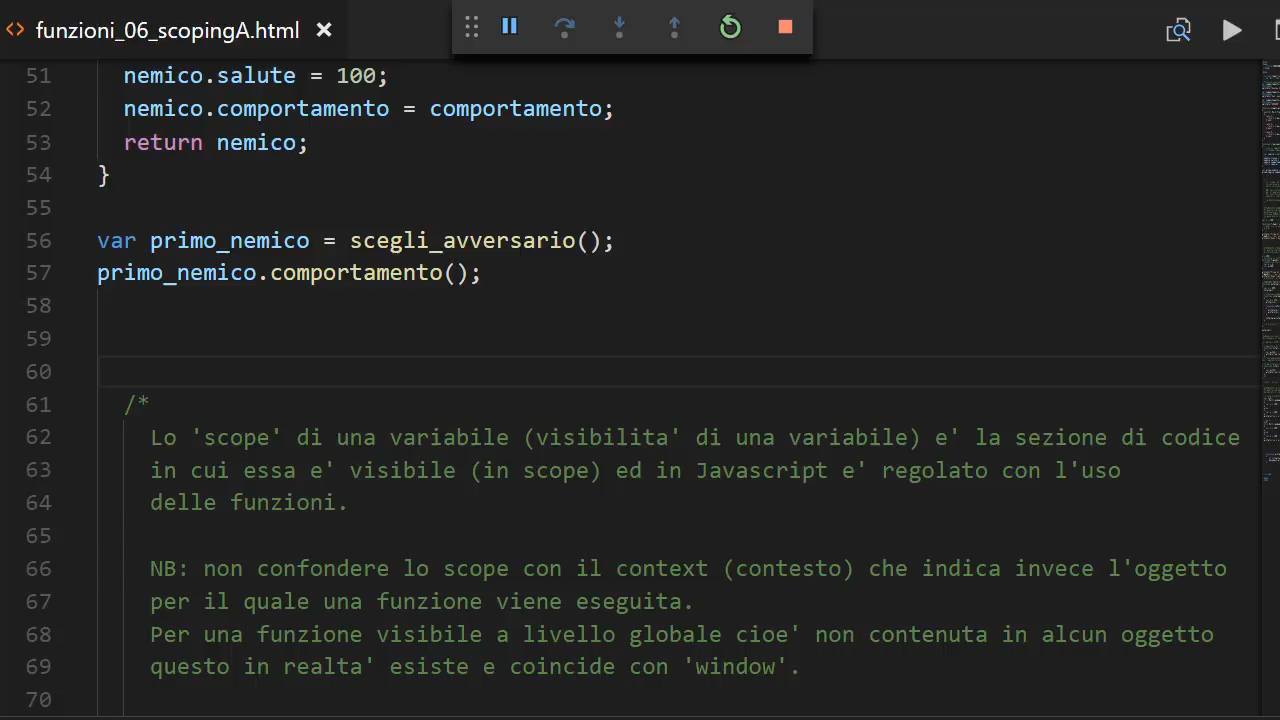 funzioni_06_scopingA.html
51 nemico.salute = 100;
52 nemico.comportamento = comportamento;
53 return nemico;
54 }
55
56 var primo_nemico = scegli_avversario();
57 primo_nemico.comportamento();
58
59
60
61 /*
62 Lo 'scope' di una variabile (visibilita' di una variabile) e' la sezione di codice
63 in cui essa e' visibile (in scope) ed in Javascript e' regolato con l'uso
64 delle funzioni.
65
66 NB: non confondere lo scope con il context (contesto) che indica invece l'oggetto
67 per il quale una funzione viene eseguita.
68 Per una funzione visibile a livello globale cioe' non contenuta in alcun oggetto
69 questo in realta' esiste e coincide con 'window'.
70